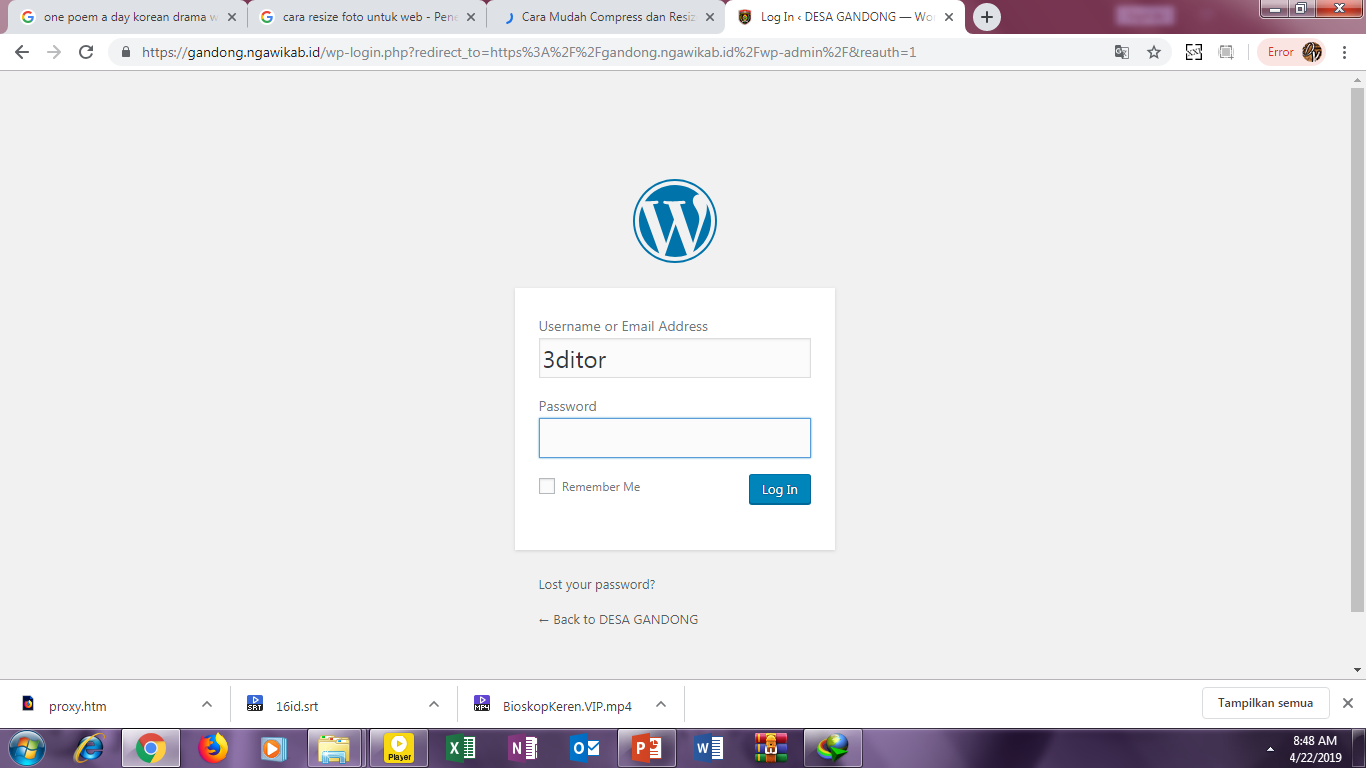 one poem a day korean drama w
cara resize foto untuk web - Pene
Cara Mudah Compress dan Resiz
Log In ‹ DESA GANDONG — Wor
https://gandong.ngawikab.id/wp-login.php?redirect_to=https%3A%2F%2Fgandong.ngawikab.id%2Fwp-admin%2F&reauth=1
Error
Username or Email Address
3ditor
Password
Remember Me
Log In
Lost your password?
← Back to DESA GANDONG
proxy.htm
16id.srt
BioskopKeren.VIP.mp4
Tampilkan semua
8:48 AM
4/22/2019